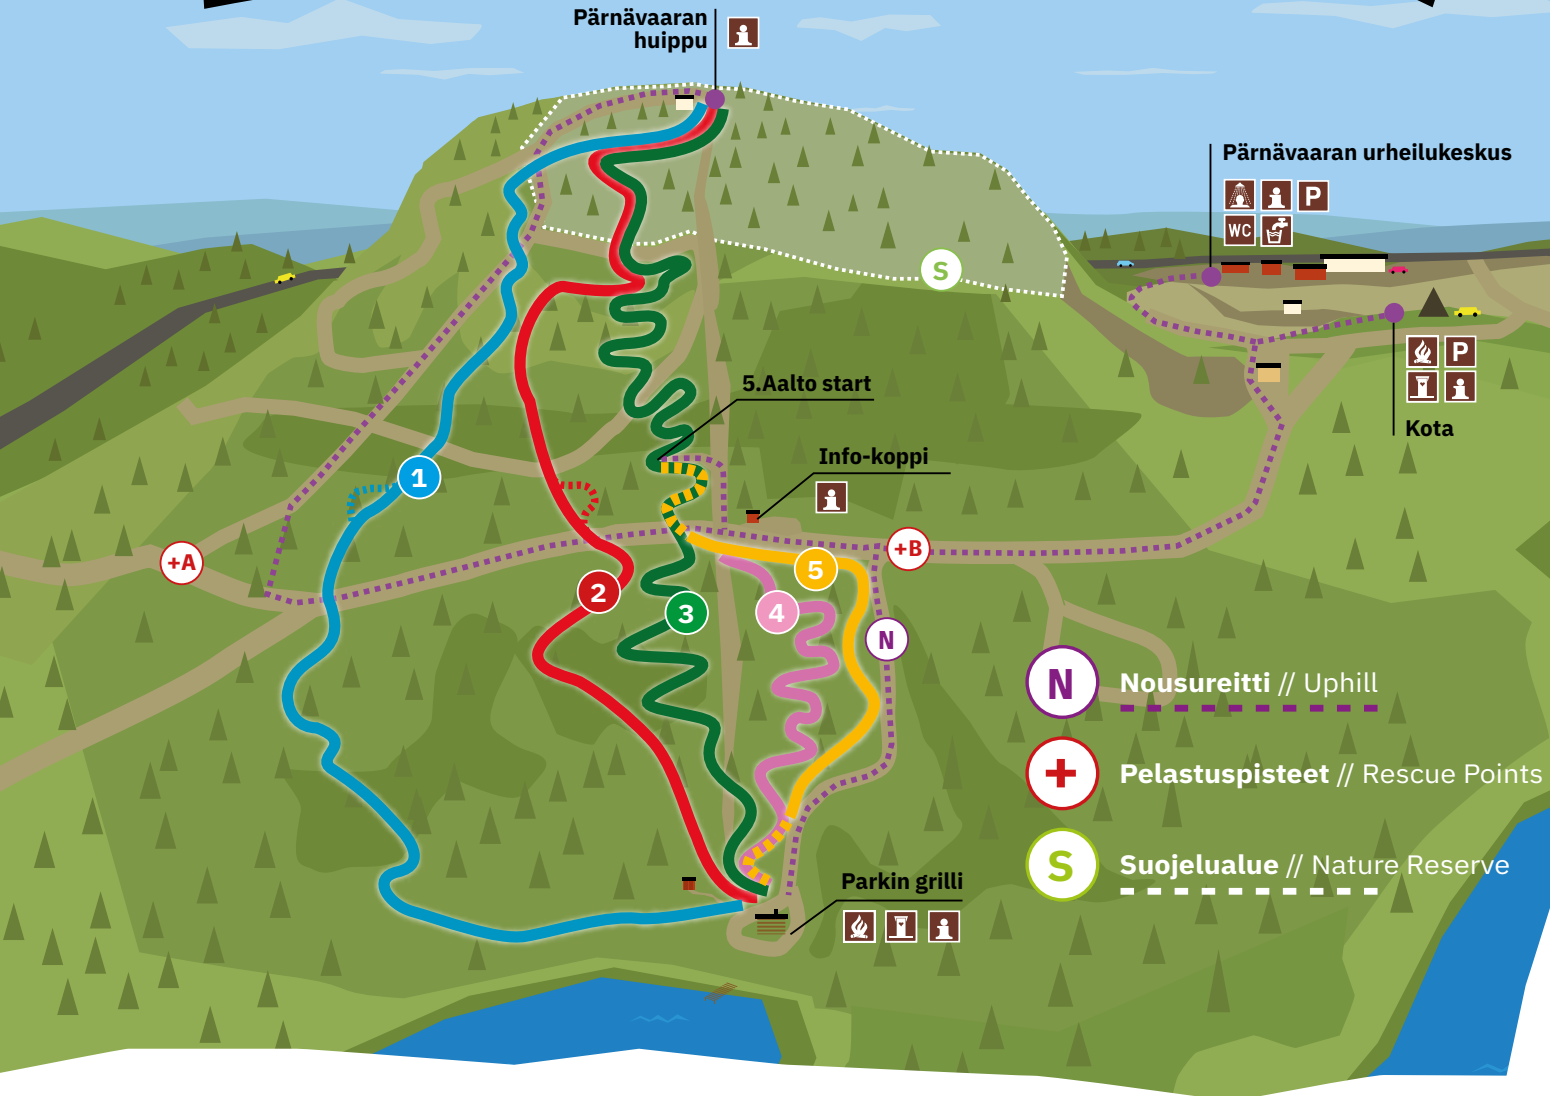 Pärnävaaran
huippu
Pärnävaaran urheilukeskus
P
WC
S
5.Aalto start
P
Kota
Info-koppi
1
+A
+B
5
2
3
4
N
N
Nousureitti // Uphill
+
Pelastuspisteet // Rescue Points
S
Suojelualue // Nature Reserve
Parkin grilli